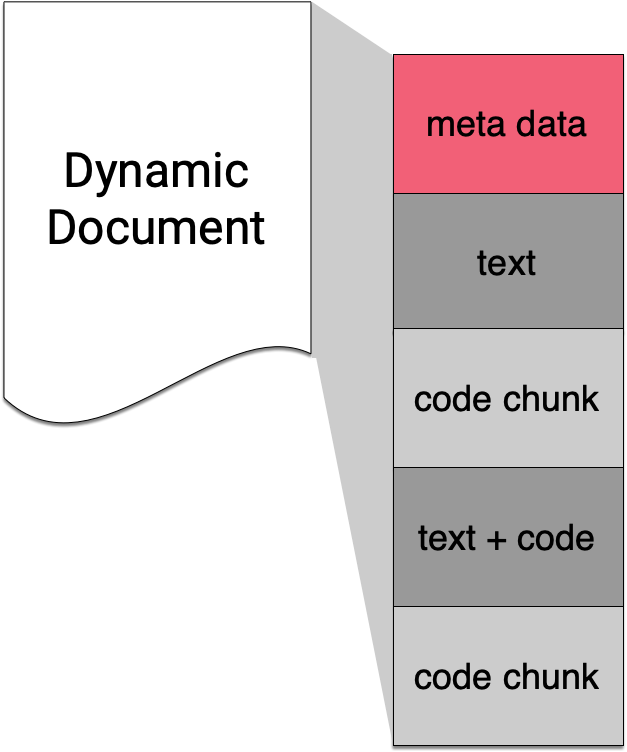 Dynamic
Document
meta data
text
code chunk
text + code
code chunk